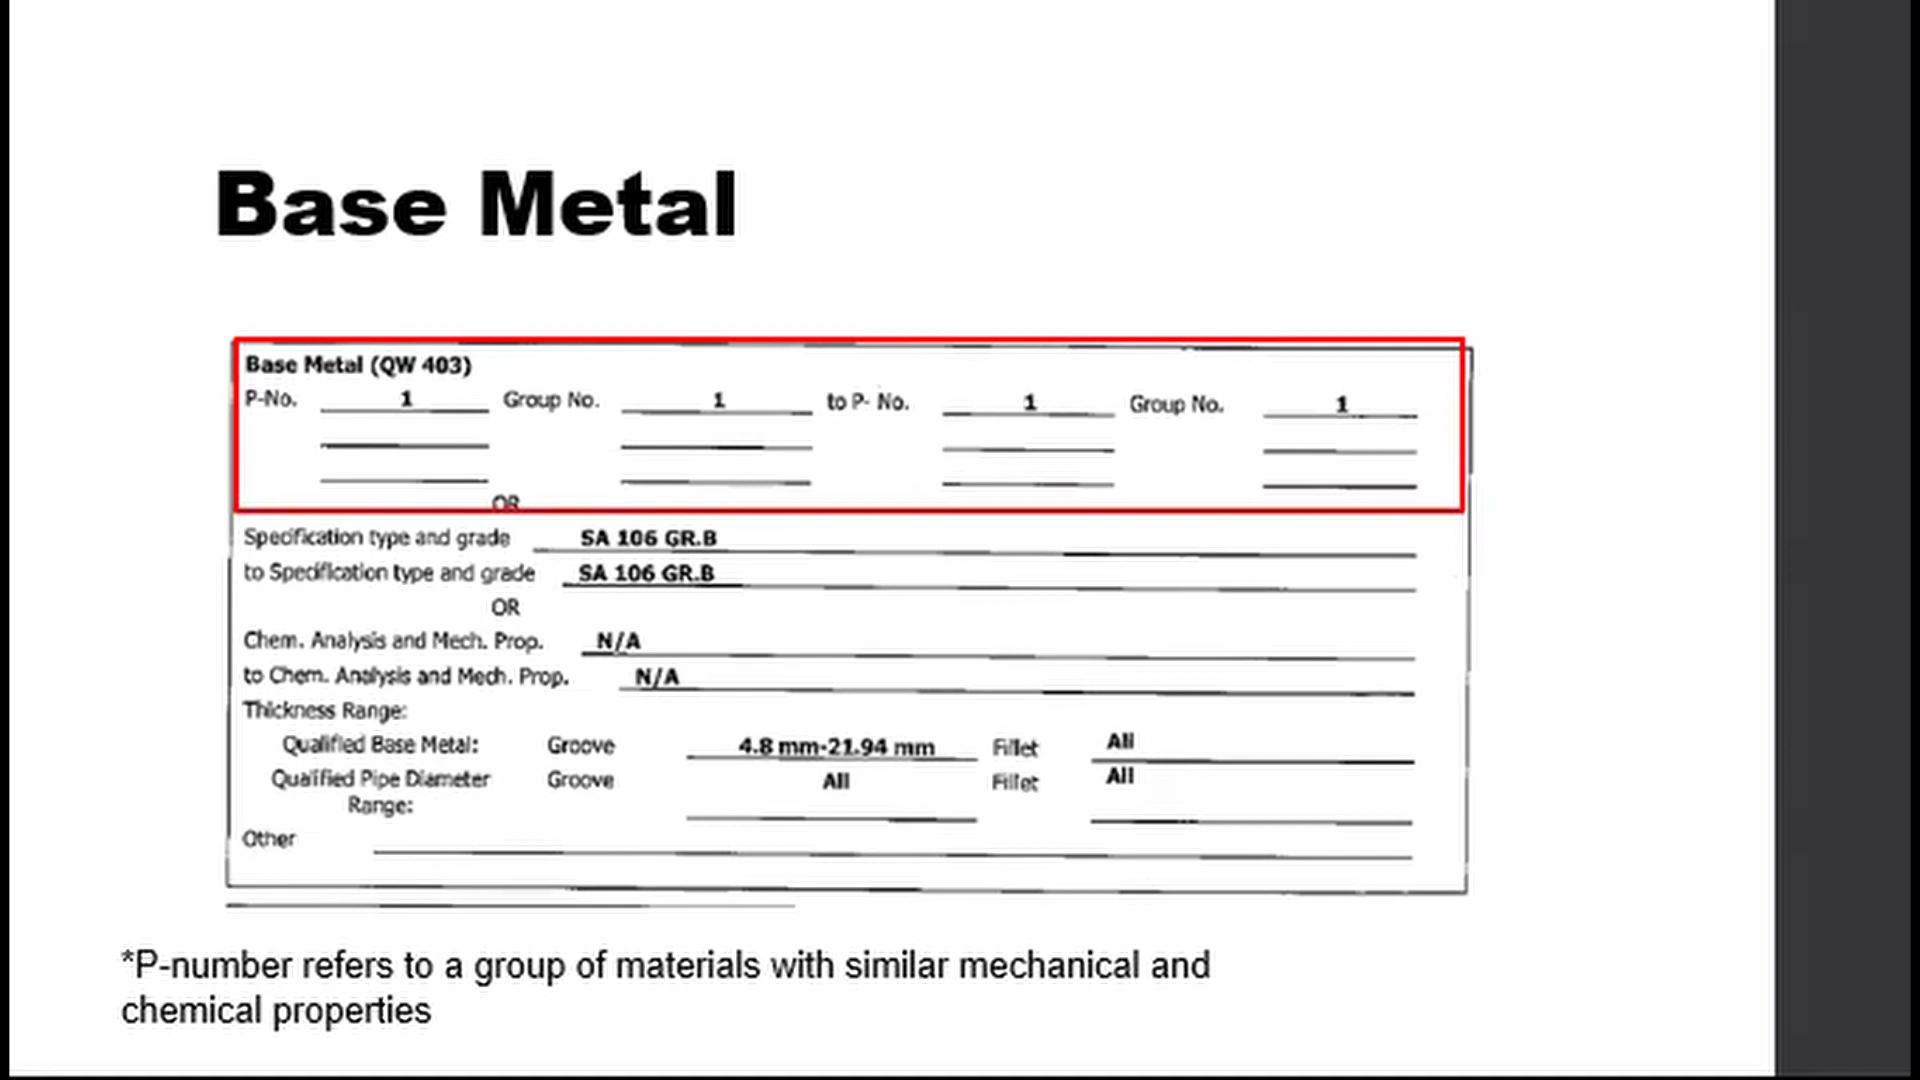 Base Metal
Base Metal (QW 403)
P-No. 1 Group No. 1 to P- No. 1 Group No. 1
OR
Specification type and grade SA 106 GR.B
to Specification type and grade SA 106 GR.B
OR
Chem. Analysis and Mech. Prop. N/A
to Chem. Analysis and Mech. Prop. N/A
Thickness Range:
Qualified Base Metal: Groove 4.8 mm-21.94 mm Fillet All
Qualified Pipe Diameter Groove All Fillet All
Range:
Other
*P-number refers to a group of materials with similar mechanical and
chemical properties